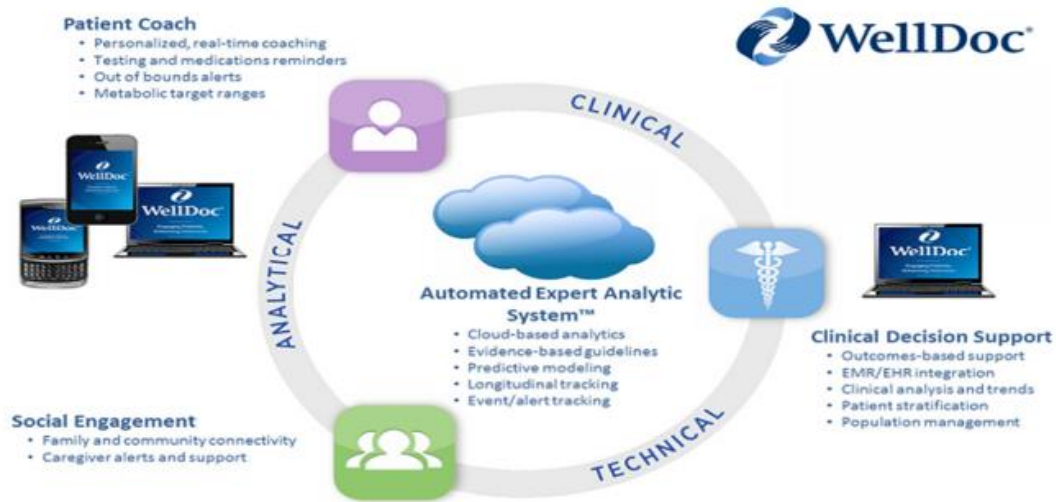 Patient Coach
• Personalized, real-time coaching
• Testing and medications reminders
• Out of bounds alerts
• Metabolic target ranges
WellDoc®
CLINICAL
WellDoc
WellDoc
ANALYTICAL
WellDoc
Automated Expert Analytic
System™
• Cloud-based analytics
• Evidence-based guidelines
• Predictive modeling
• Longitudinal tracking
• Event/alert tracking
Clinical Decision Support
• Outcomes-based support
• EMR/EHR integration
• Clinical analysis and trends
• Patient stratification
• Population management
Social Engagement
• Family and community connectivity
• Caregiver alerts and support
TECHNICAL